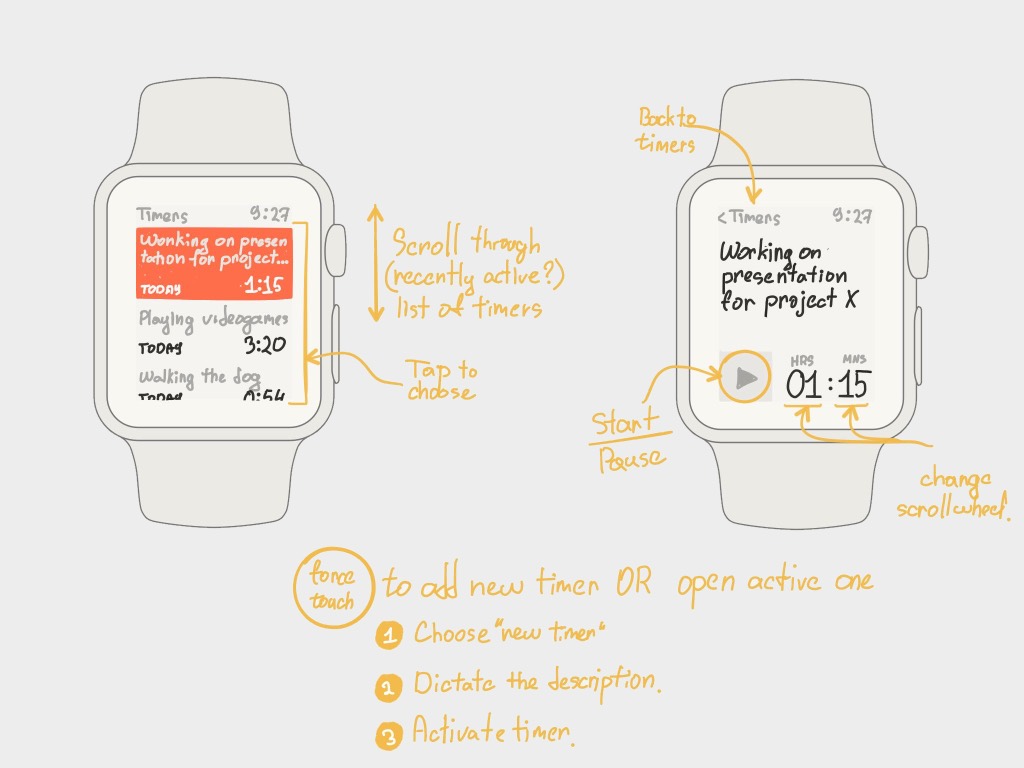 Timers 9:27
Working on presen
tation for project...
TODAY 1:15
Playing videogames
TODAY 3:20
Walking the dog
TODAY 0:54
Scroll through
(recently active?)
list of timers
Tap to
choose
Back to
timers
< Timers 9:27
Working on
presentation
for project X
HRS MNS
01:15
Start
Pause
change
scrollwheel.
force
touch
to add new timer OR open active one
1 Choose "new timer"
2 Dictate the description.
3 Activate timer.